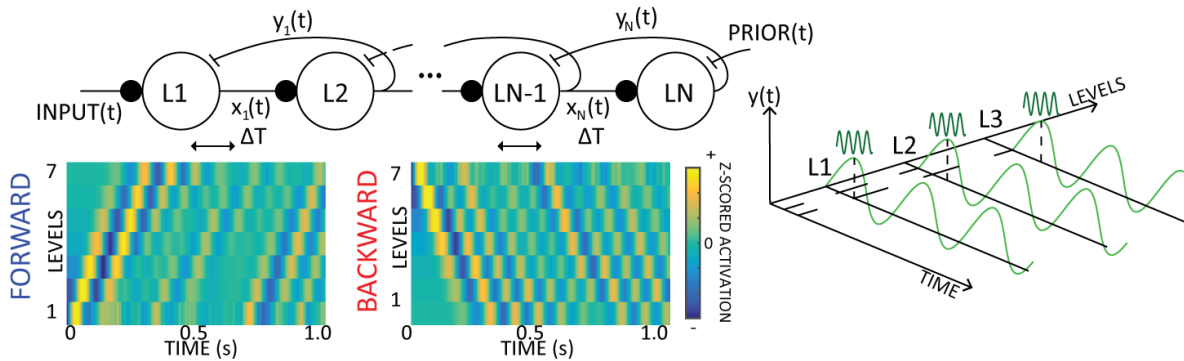 y1(t)
yN(t)
PRIOR(t)
L1
L2
...
LN-1
LN
INPUT(t)
x1(t)
xN(t)
ΔT
ΔT
FORWARD
LEVELS
7
1
0
0.5
1.0
TIME (s)
BACKWARD
LEVELS
7
1
0
0.5
1.0
TIME (s)
+
0
-
Z-SCORED ACTIVATION
y(t)
L1
L2
L3
LEVELS
TIME